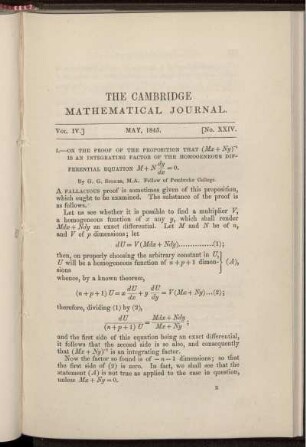 THE CAMBRIDGE
MATHEMATICAL JOURNAL.
VOL. IV.] MAY, 1845. [No. XXIV.
I.—ON THE PROOF OF THE PROPOSITION THAT (Mx + Ny)⁻¹
IS AN INTEGRATING FACTOR OF THE HOMOGENEOUS DIF-
FERENTIAL EQUATION M + N dy/dx = 0.
By G. G. STOKES, M.A. Fellow of Pembroke College.
A FALLACIOUS proof is sometimes given of this proposition,
which ought to be examined. The substance of the proof is
as follows.
Let us see whether it is possible to find a multiplier V,
a homogeneous function of x and y, which shall render
Mdx + Ndy an exact differential. Let M and N be of n,
and V of p dimensions; let
dU = V(Mdx + Ndy)..............(1);
then, on properly choosing the arbitrary constant in U,
U will be a homogeneous function of n + p + 1 dimen- } (A),
sions
whence, by a known theorem,
(n + p + 1) U = x dU/dx + y dU/dy = V(Mx + Ny)...(2);
therefore, dividing (1) by (2),
dU/((n + p + 1) U) = (Mdx + Ndy)/(Mx + Ny);
and the first side of this equation being an exact differential,
it follows that the second side is so also, and consequently
that (Mx + Ny)⁻¹ is an integrating factor.
Now the factor so found is of − n − 1 dimensions; so that
the first side of (2) is zero. In fact, we shall see that the
statement (A) is not true as applied to the case in question,
unless Mx + Ny = 0.